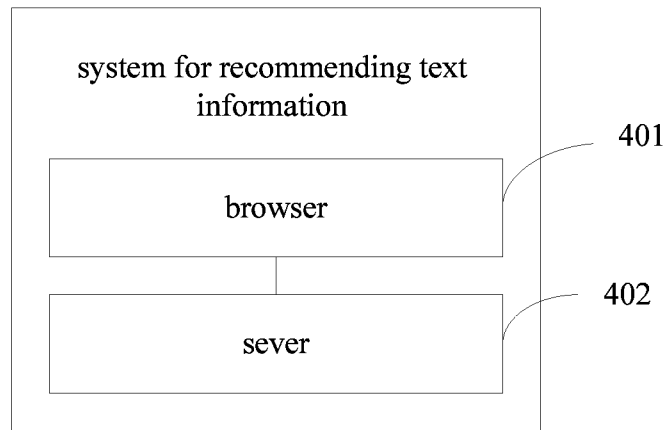 system for recommending text
information
401
browser
402
sever